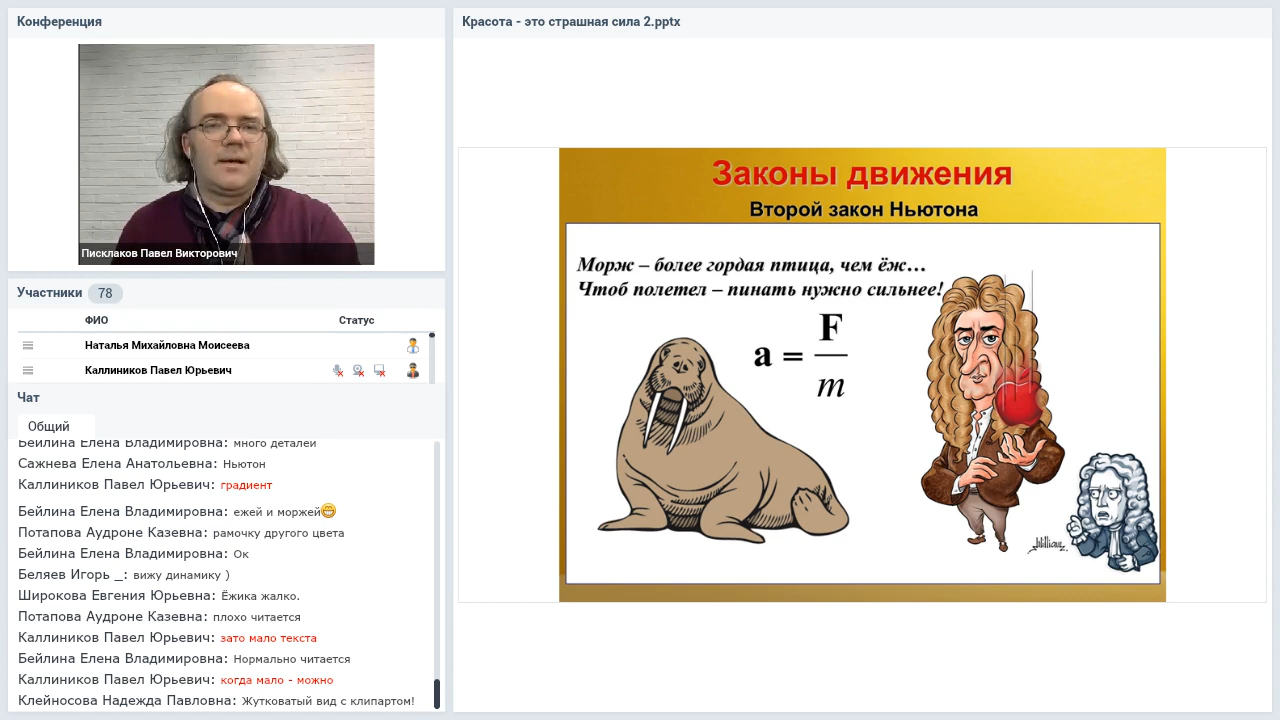 Конференция
Писклаков Павел Викторович
Участники 78
ФИО Статус
Наталья Михайловна Моисеева
Каллиников Павел Юрьевич
Чат
Общий
Бейлина Елена Владимировна: много деталей
Сажнева Елена Анатольевна: Ньютон
Каллиников Павел Юрьевич: градиент
Бейлина Елена Владимировна: ежей и моржей😁
Потапова Аудроне Казевна: рамочку другого цвета
Бейлина Елена Владимировна: Ок
Беляев Игорь _: вижу динамику )
Широкова Евгения Юрьевна: Ёжика жалко.
Потапова Аудроне Казевна: плохо читается
Каллиников Павел Юрьевич: зато мало текста
Бейлина Елена Владимировна: Нормально читается
Каллиников Павел Юрьевич: когда мало - можно
Клейносова Надежда Павловна: Жутковатый вид с клипартом!
Красота - это страшная сила 2.pptx
Законы движения
Второй закон Ньютона
Морж – более гордая птица, чем ёж…
Чтоб полетел – пинать нужно сильнее!
a = F
m